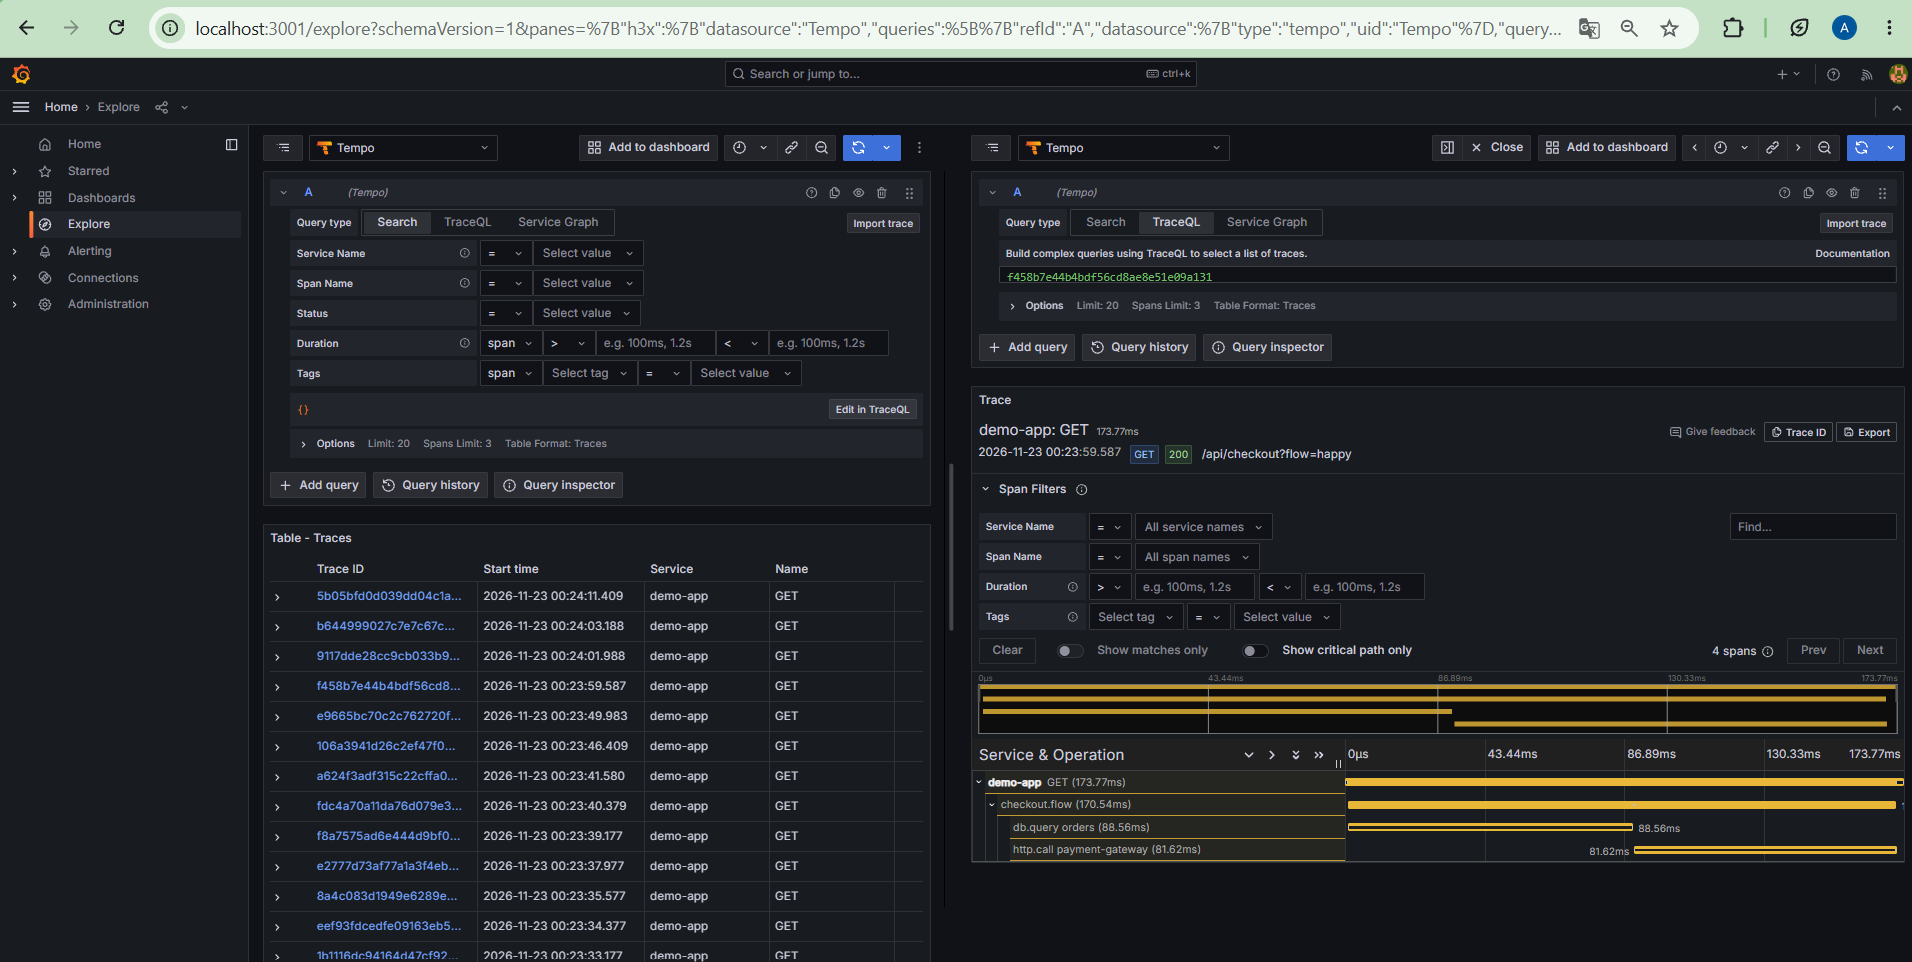 localhost:3001/explore?schemaVersion=1&panes=%7B"h3x":%7B"datasource":"Tempo","queries":%5B%7B"refId":"A","datasource":%7B"type":"tempo","uid":"Tempo"%7D,"query...
A
Search or jump to...
ctrl+k
Home › Explore
Home
Starred
Dashboards
Explore
Alerting
Connections
Administration
Tempo
Add to dashboard
A (Tempo)
Query type Search TraceQL Service Graph Import trace
Service Name = Select value
Span Name = Select value
Status = Select value
Duration span > e.g. 100ms, 1.2s < e.g. 100ms, 1.2s
Tags span Select tag = Select value
{} Edit in TraceQL
Options Limit: 20 Spans Limit: 3 Table Format: Traces
+ Add query Query history Query inspector
Table - Traces
Trace ID Start time Service Name
5b05bfd0d039dd04c1a... 2026-11-23 00:24:11.409 demo-app GET
b644999027c7e7c67c... 2026-11-23 00:24:03.188 demo-app GET
9117dde28cc9cb033b9... 2026-11-23 00:24:01.988 demo-app GET
f458b7e44b4bdf56cd8... 2026-11-23 00:23:59.587 demo-app GET
e9665bc70c2c762720f... 2026-11-23 00:23:49.983 demo-app GET
106a3941d26c2ef47f0... 2026-11-23 00:23:46.409 demo-app GET
a624f3adf315c22cffa0... 2026-11-23 00:23:41.580 demo-app GET
fdc4a70a11da76d079e3... 2026-11-23 00:23:40.379 demo-app GET
f8a7575ad6e444d9bf0... 2026-11-23 00:23:39.177 demo-app GET
e2777d73af77a1a3f4eb... 2026-11-23 00:23:37.977 demo-app GET
8a4c083d1949e6289e... 2026-11-23 00:23:35.577 demo-app GET
eef93fdcedfe09163eb5... 2026-11-23 00:23:34.377 demo-app GET
1b1116dc94164d47cf92... 2026-11-23 00:23:33.177 demo-app GET
Tempo
Close Add to dashboard
A (Tempo)
Query type Search TraceQL Service Graph Import trace
Build complex queries using TraceQL to select a list of traces. Documentation
f458b7e44b4bdf56cd8ae8e51e09a131
Options Limit: 20 Spans Limit: 3 Table Format: Traces
+ Add query Query history Query inspector
Trace
demo-app: GET 173.77ms
Give feedback Trace ID Export
2026-11-23 00:23:59.587 GET 200 /api/checkout?flow=happy
Span Filters
Service Name = All service names Find...
Span Name = All span names
Duration > e.g. 100ms, 1.2s < e.g. 100ms, 1.2s
Tags Select tag = Select value
Clear Show matches only Show critical path only 4 spans Prev Next
0μs 43.44ms 86.89ms 130.33ms 173.77ms
Service & Operation 0μs 43.44ms 86.89ms 130.33ms 173.77ms
demo-app GET (173.77ms)
checkout.flow (170.54ms)
db.query orders (88.56ms) 88.56ms
http.call payment-gateway (81.62ms) 81.62ms